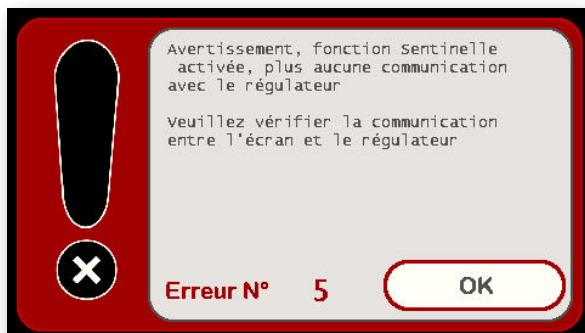 Avertissement, fonction Sentinelle
activée, plus aucune communication
avec le régulateur
Veuillez vérifier la communication
entre l'écran et le régulateur
Erreur N° 5
OK